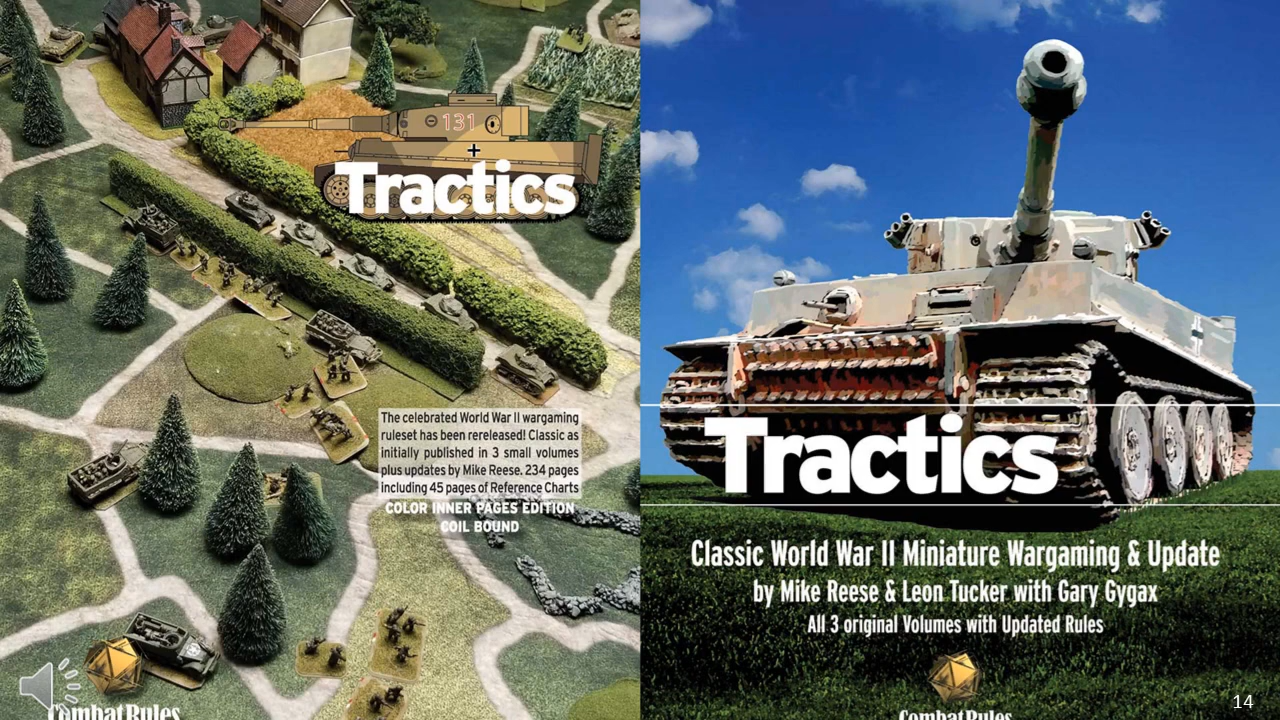 131
Tractics
The celebrated World War II wargaming
ruleset has been rereleased! Classic as
initially published in 3 small volumes
plus updates by Mike Reese. 234 pages
including 45 pages of Reference Charts
COLOR INNER PAGES EDITION
COIL BOUND
CombatRules
Tractics
Classic World War II Miniature Wargaming & Update
by Mike Reese & Leon Tucker with Gary Gygax
All 3 original Volumes with Updated Rules
CombatRules
14